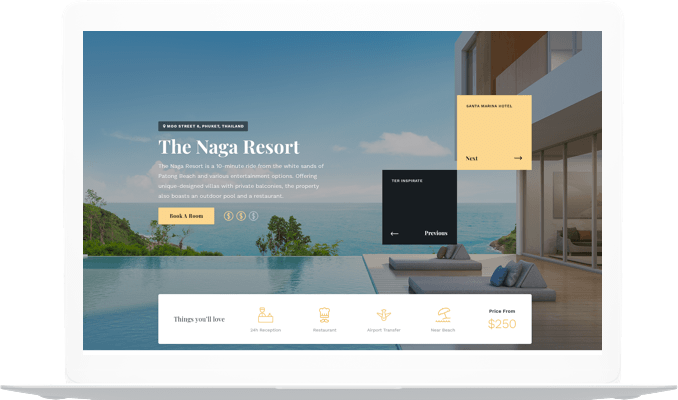 MGO STREET 6, PHUKET, THAILAND
The Naga Resort
The Naga Resort is a 10-minute ride from the white sands of
Patong Beach and various entertainment options. Offering
unique-designed villas with private balconies, the property
also boasts an outdoor pool and a restaurant.
Book A Room
$ $ $
SANTA MARINA HOTEL
Next
TER INSPIRATE
Previous
Things you'll love
24h Reception
Restaurant
Airport Transfer
Near Beach
Price From
$250